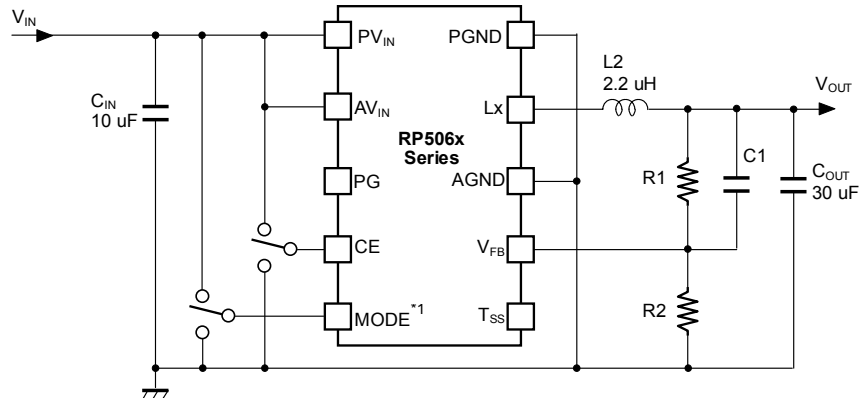 VIN
CIN
10 uF
PVIN
AVIN
PG
CE
MODE*1
RP506x
Series
PGND
Lx
AGND
VFB
TSS
L2
2.2 uH
VOUT
R1
C1
COUT
30 uF
R2